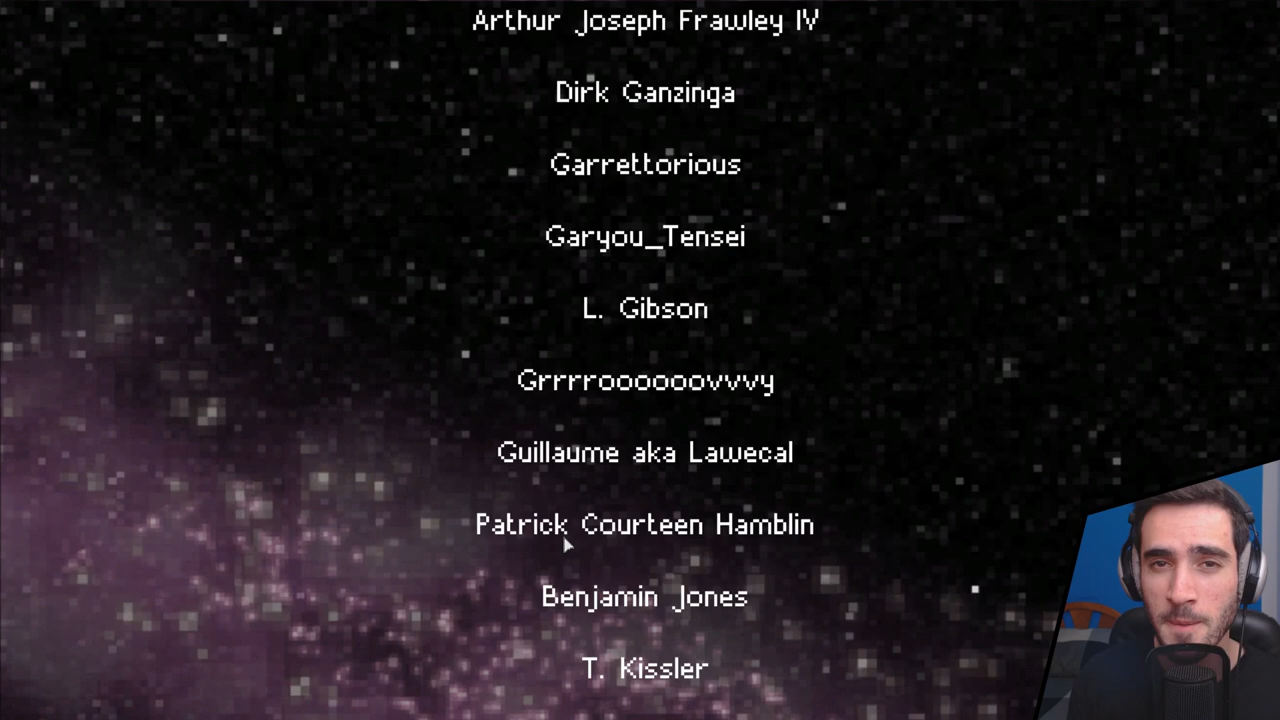 Arthur Joseph Frawley IV
Dirk Ganzinga
Garrettorious
Garyou_Tensei
L. Gibson
Grrrroooooovvvy
Guillaume aka Lawecal
Patrick Courteen Hamblin
Benjamin Jones
T. Kissler